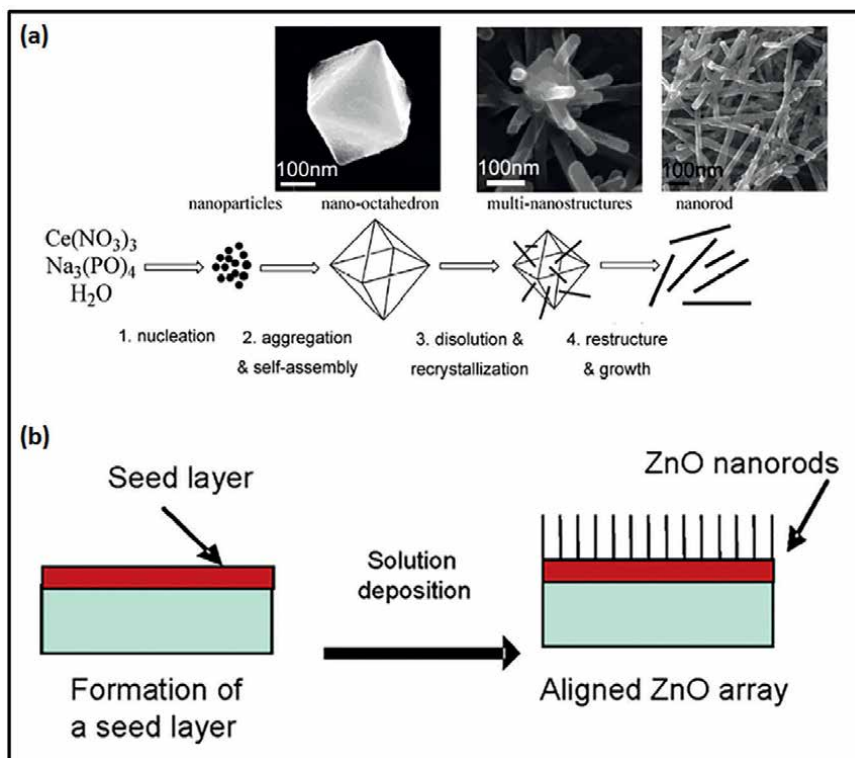 (a)
100nm
100nm
100nm
nanoparticles nano-octahedron multi-nanostructures nanorod
Ce(NO₃)₃
Na₃(PO)₄
H₂O
1. nucleation 2. aggregation 3. disolution & 4. restructure
& self-assembly recrystallization & growth
(b)
Seed layer
ZnO nanorods
Solution
deposition
Formation of
a seed layer
Aligned ZnO array